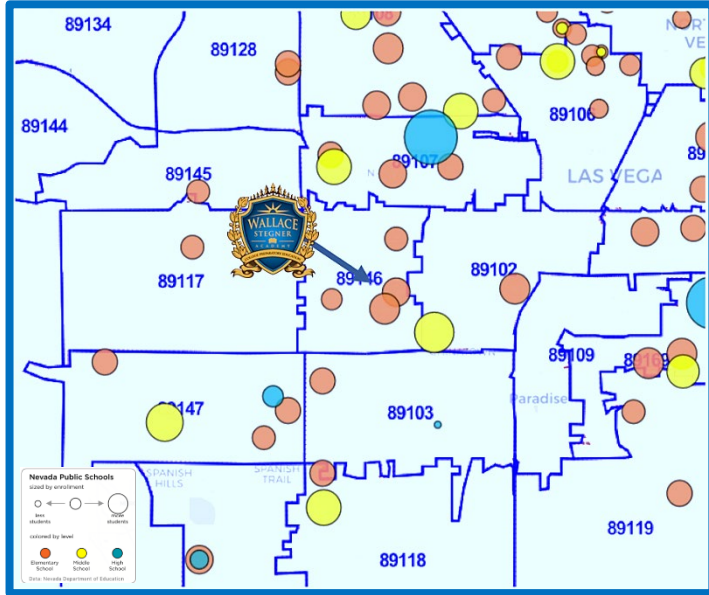 89134
89128
89144
89106
89107
LAS VEGA
89145
WALLACE
STEGNER
ACADEMY
89117
89146
89102
89109
89169
Paradise
89147
89103
SPANISH
HILLS
SPANISH
TRAIL
89119
89118
Nevada Public Schools
sized by enrollment
less
students
more
students
colored by level
Elementary
School
Middle
School
High
School
Data: Nevada Department of Education